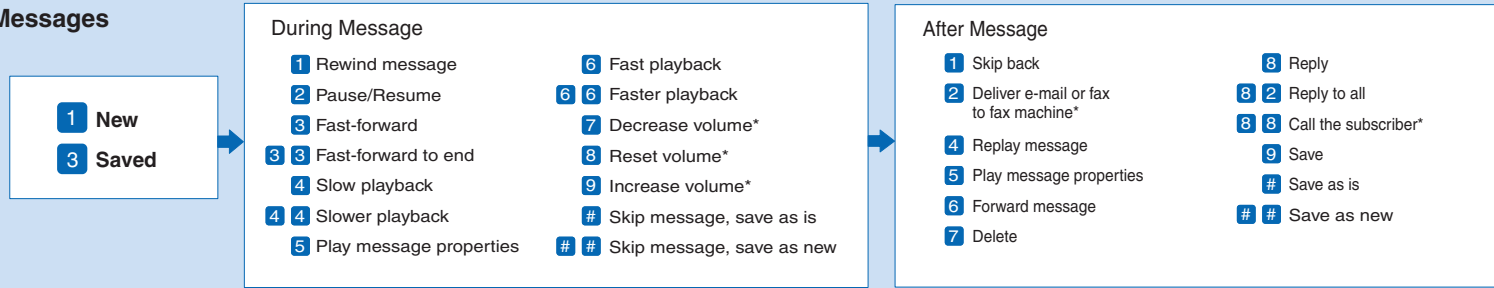 Messages
1 New
3 Saved
During Message
1 Rewind message
2 Pause/Resume
3 Fast-forward
3 3 Fast-forward to end
4 Slow playback
4 4 Slower playback
5 Play message properties
6 Fast playback
6 6 Faster playback
7 Decrease volume*
8 Reset volume*
9 Increase volume*
# Skip message, save as is
# # Skip message, save as new
After Message
1 Skip back
2 Deliver e-mail or fax
to fax machine*
4 Replay message
5 Play message properties
6 Forward message
7 Delete
8 Reply
8 2 Reply to all
8 8 Call the subscriber*
9 Save
# Save as is
# # Save as new